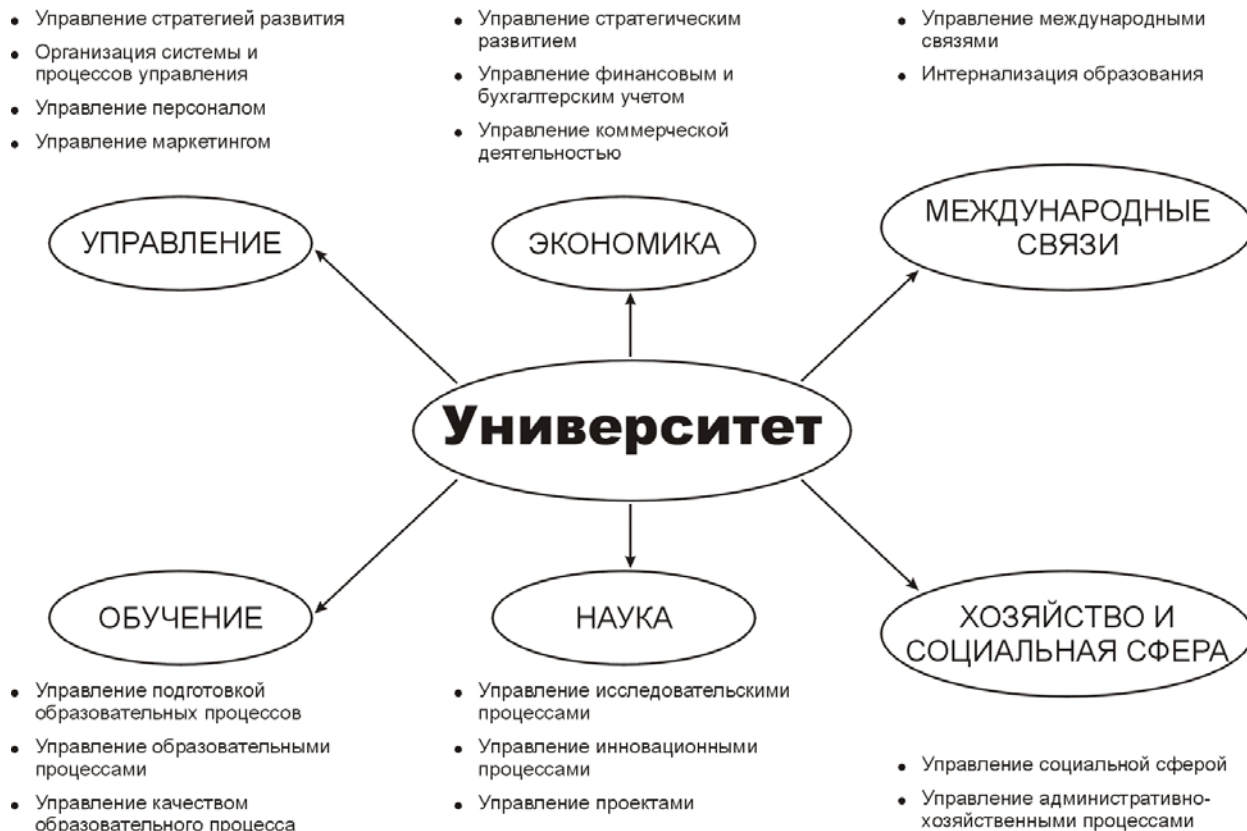 Управление стратегией развития
Организация системы и
процессов управления
Управление персоналом
Управление маркетингом
Управление стратегическим
развитием
Управление финансовым и
бухгалтерским учетом
Управление коммерческой
деятельностью
Управление международными
связями
Интернализация образования
УПРАВЛЕНИЕ
ЭКОНОМИКА
МЕЖДУНАРОДНЫЕ
СВЯЗИ
Университет
ОБУЧЕНИЕ
НАУКА
ХОЗЯЙСТВО И
СОЦИАЛЬНАЯ СФЕРА
Управление подготовкой
образовательных процессов
Управление образовательными
процессами
Управление качеством
образовательного процесса
Управление исследовательскими
процессами
Управление инновационными
процессами
Управление проектами
Управление социальной сферой
Управление административно-
хозяйственными процессами